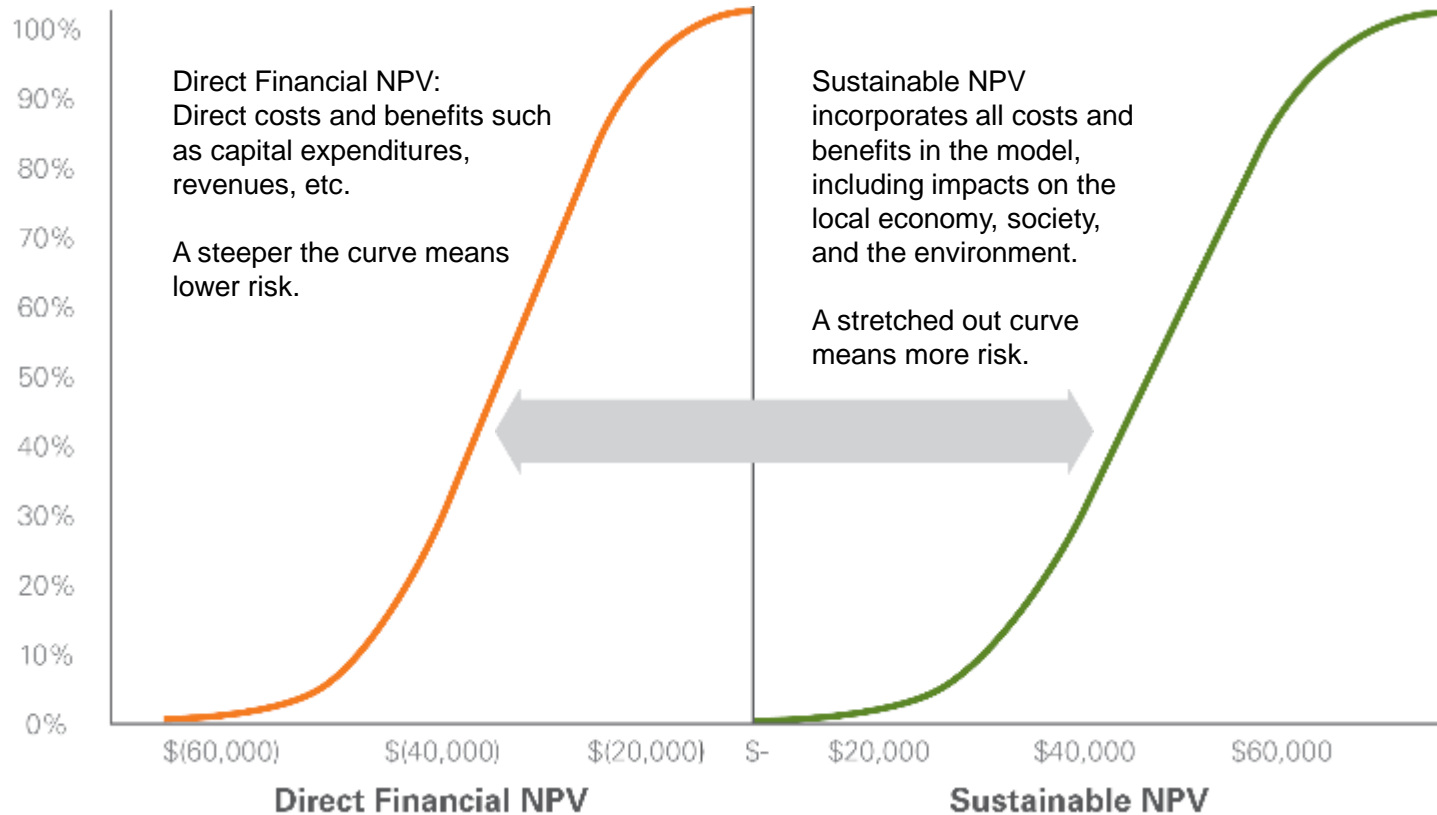 100%
90%
80%
70%
60%
50%
40%
30%
20%
10%
0%
Direct Financial NPV:
Direct costs and benefits such
as capital expenditures,
revenues, etc.
A steeper the curve means
lower risk.
Sustainable NPV
incorporates all costs and
benefits in the model,
including impacts on the
local economy, society,
and the environment.
A stretched out curve
means more risk.
$(60,000) $(40,000) $(20,000) $- $20,000 $40,000 $60,000
Direct Financial NPV Sustainable NPV